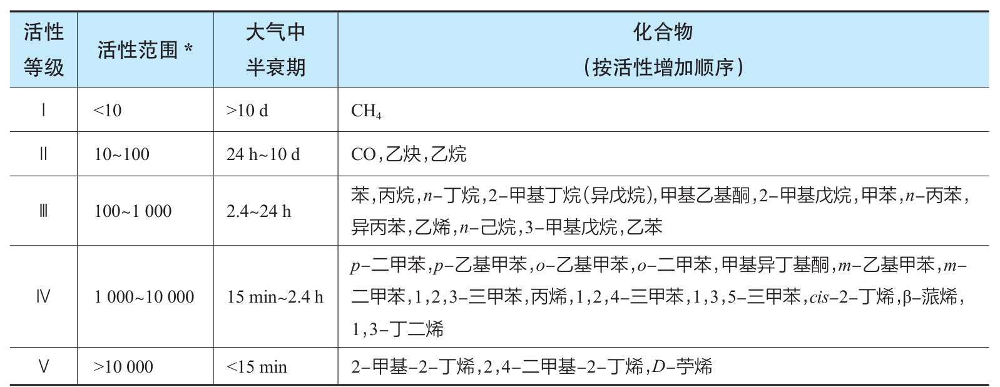 活性等级 活性范围 * 大气中半衰期 化合物(按活性增加顺序)
Ⅰ <10 >10 d CH₄
Ⅱ 10~100 24 h~10 d CO,乙炔,乙烷
Ⅲ 100~1 000 2.4~24 h 苯,丙烷,n-丁烷,2-甲基丁烷(异戊烷),甲基乙基酮,2-甲基戊烷,甲苯,n-丙苯,
异丙苯,乙烯,n-己烷,3-甲基戊烷,乙苯
Ⅳ 1 000~10 000 15 min~2.4 h p-二甲苯,p-乙基甲苯,o-乙基甲苯,o-二甲苯,甲基异丁基酮,m-乙基甲苯,m-
二甲苯,1,2,3-三甲苯,丙烯,1,2,4-三甲苯,1,3,5-三甲苯,cis-2-丁烯,β-蒎烯,
1,3-丁二烯
Ⅴ >10 000 <15 min 2-甲基-2-丁烯,2,4-二甲基-2-丁烯,D-苧烯